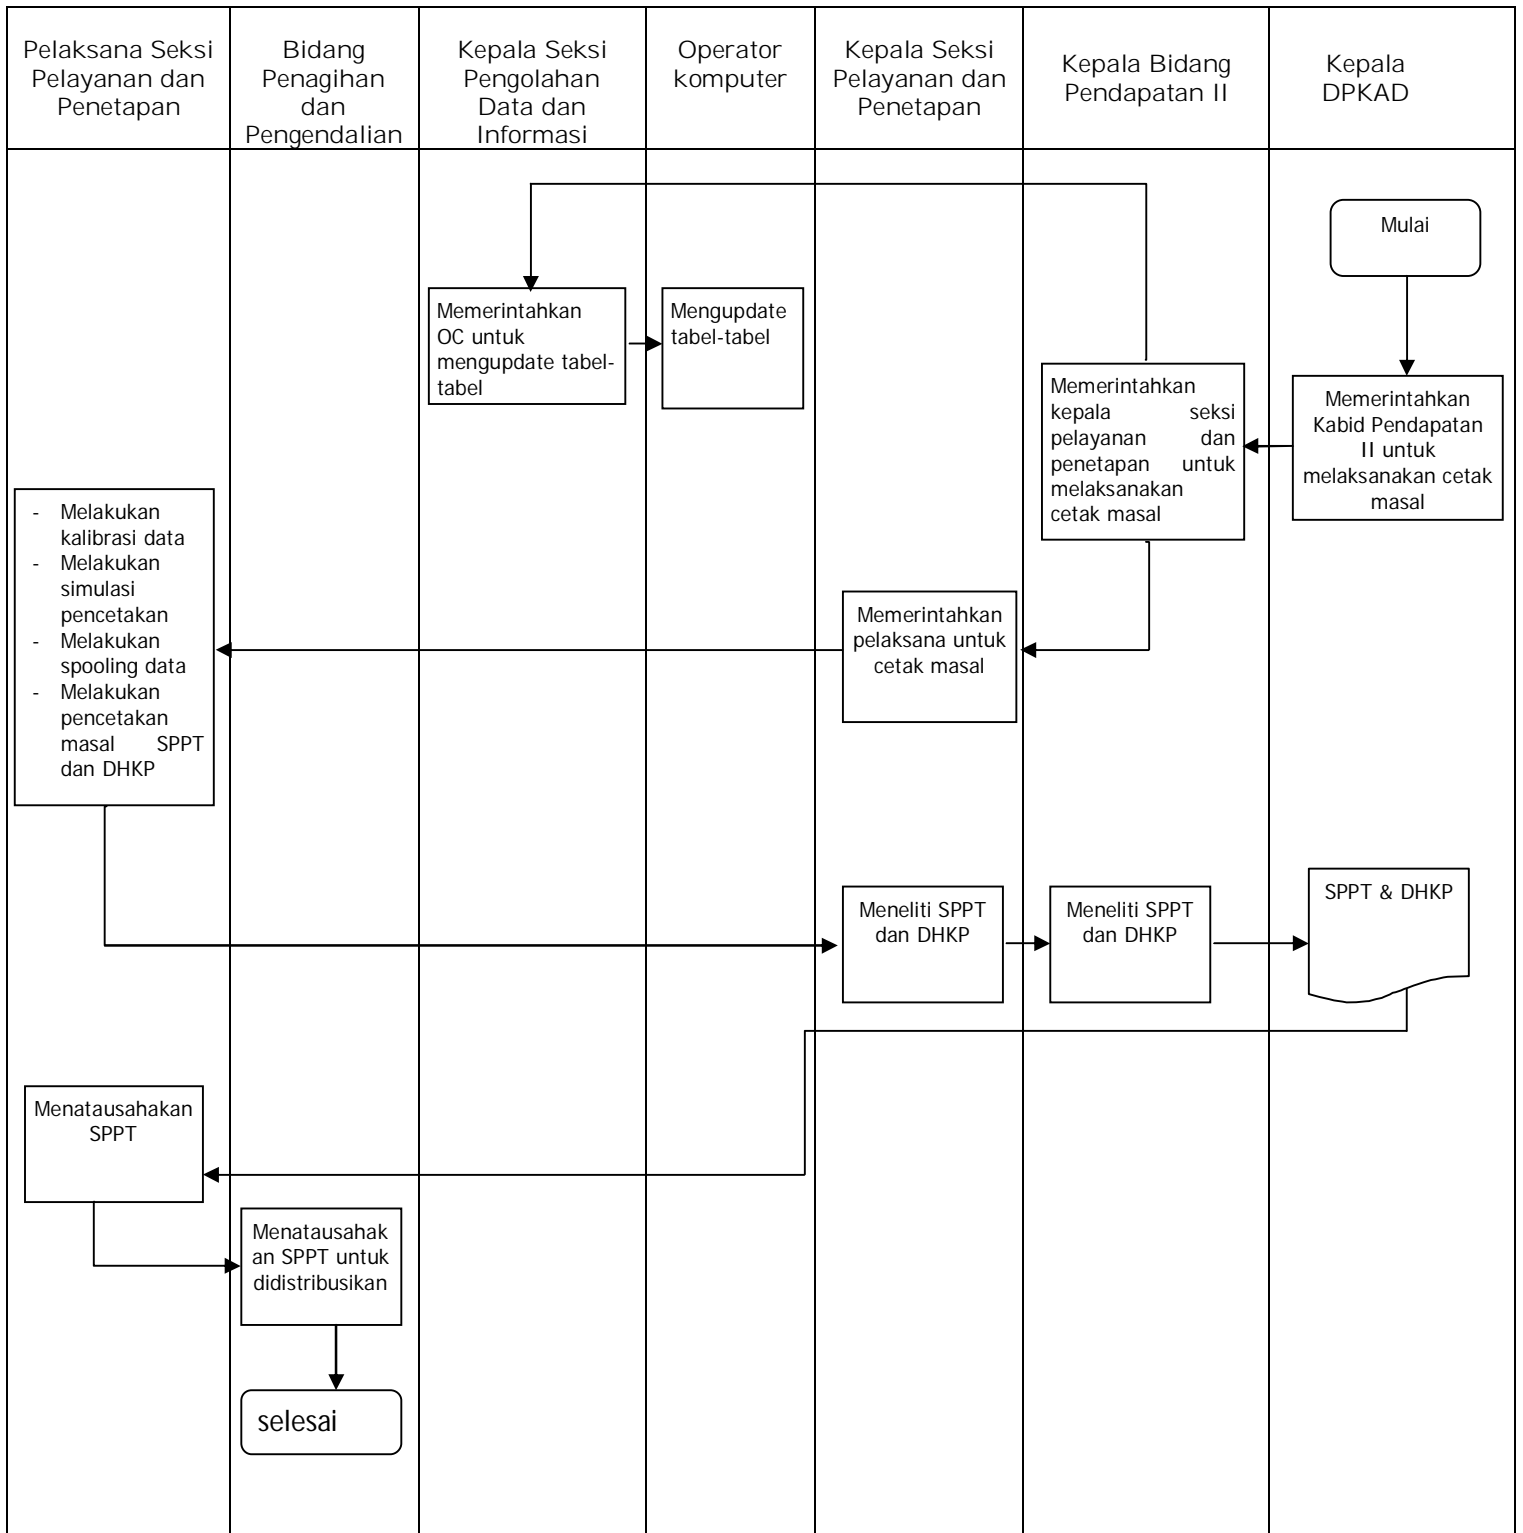 Pelaksana Seksi
Pelayanan dan
Penetapan
Bidang
Penagihan
dan
Pengendalian
Kepala Seksi
Pengolahan
Data dan
Informasi
Operator
komputer
Kepala Seksi
Pelayanan dan
Penetapan
Kepala Bidang
Pendapatan II
Kepala
DPKAD
Mulai
Memerintahkan
OC untuk
mengupdate tabel-
tabel
Mengupdate
tabel-tabel
Memerintahkan
kepala seksi
pelayanan dan
penetapan untuk
melaksanakan
cetak masal
Memerintahkan
Kabid Pendapatan
II untuk
melaksanakan cetak
masal
- Melakukan
kalibrasi data
- Melakukan
simulasi
pencetakan
- Melakukan
spooling data
- Melakukan
pencetakan
masal SPPT
dan DHKP
Memerintahkan
pelaksana untuk
cetak masal
Meneliti SPPT
dan DHKP
Meneliti SPPT
dan DHKP
SPPT & DHKP
Menatausahakan
SPPT
Menatausahak
an SPPT untuk
didistribusikan
selesai